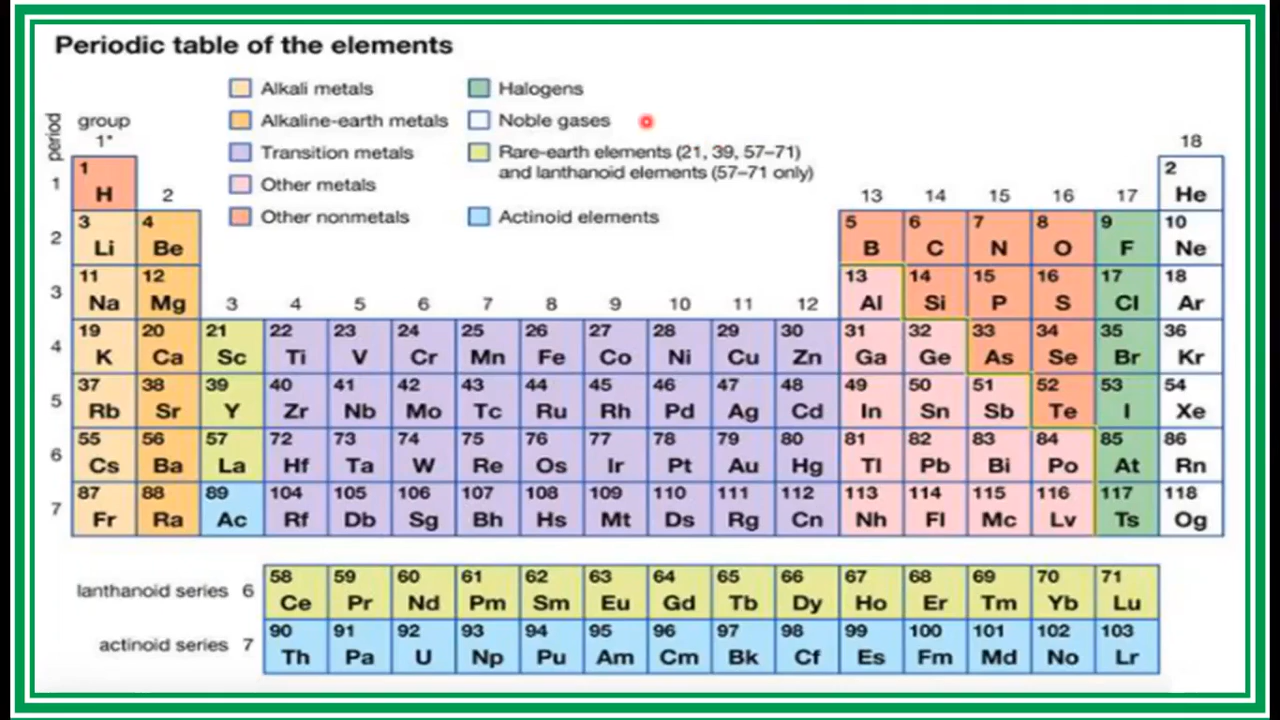 Periodic table of the elements
Alkali metals Halogens
period group Alkaline-earth metals Noble gases
1* 18
Transition metals Rare-earth elements (21, 39, 57–71)
and lanthanoid elements (57–71 only)
1 2
1 H 2 Other metals 13 14 15 16 17 He
Other nonmetals Actinoid elements
3 4 5 6 7 8 9 10
2 Li Be B C N O F Ne
11 12 13 14 15 16 17 18
3 Na Mg 3 4 5 6 7 8 9 10 11 12 Al Si P S Cl Ar
19 20 21 22 23 24 25 26 27 28 29 30 31 32 33 34 35 36
4 K Ca Sc Ti V Cr Mn Fe Co Ni Cu Zn Ga Ge As Se Br Kr
37 38 39 40 41 42 43 44 45 46 47 48 49 50 51 52 53 54
5 Rb Sr Y Zr Nb Mo Tc Ru Rh Pd Ag Cd In Sn Sb Te I Xe
55 56 57 72 73 74 75 76 77 78 79 80 81 82 83 84 85 86
6 Cs Ba La Hf Ta W Re Os Ir Pt Au Hg Tl Pb Bi Po At Rn
87 88 89 104 105 106 107 108 109 110 111 112 113 114 115 116 117 118
7 Fr Ra Ac Rf Db Sg Bh Hs Mt Ds Rg Cn Nh Fl Mc Lv Ts Og
58 59 60 61 62 63 64 65 66 67 68 69 70 71
lanthanoid series 6 Ce Pr Nd Pm Sm Eu Gd Tb Dy Ho Er Tm Yb Lu
90 91 92 93 94 95 96 97 98 99 100 101 102 103
actinoid series 7 Th Pa U Np Pu Am Cm Bk Cf Es Fm Md No Lr